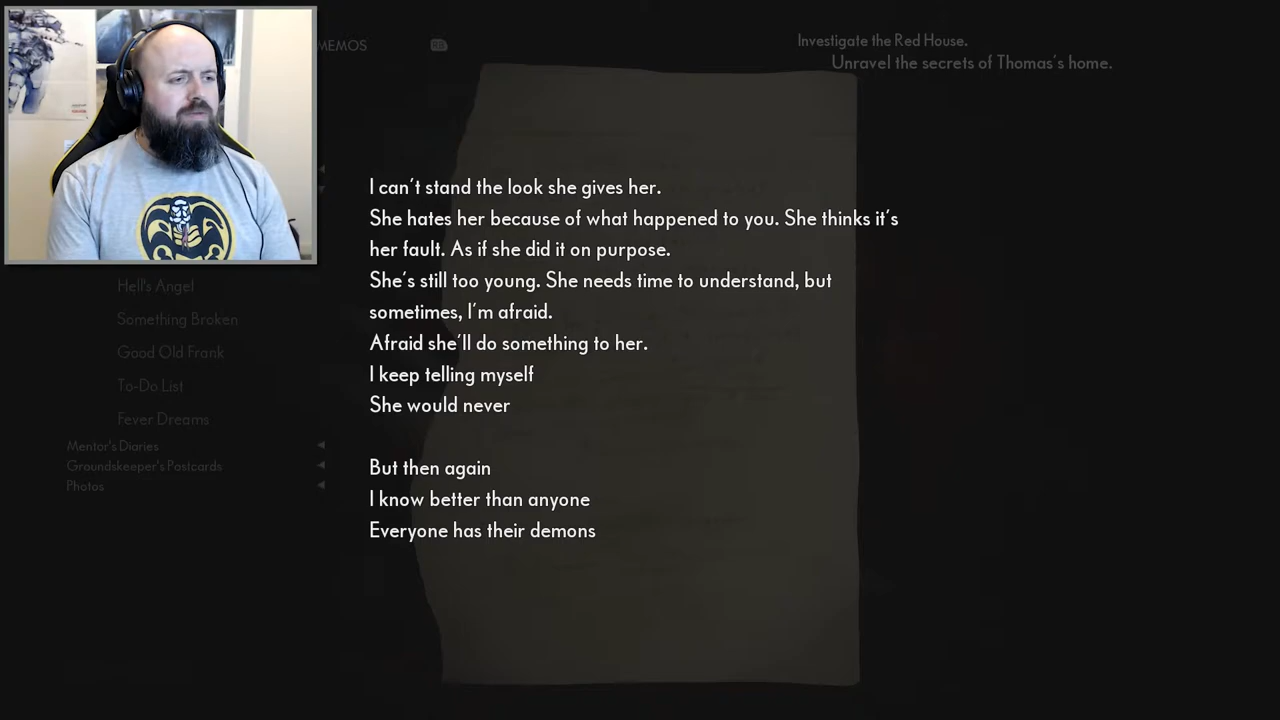 MEMOS
RB
Investigate the Red House.
Unravel the secrets of Thomas's home.
I can't stand the look she gives her.
She hates her because of what happened to you. She thinks it's
her fault. As if she did it on purpose.
She's still too young. She needs time to understand, but
sometimes, I'm afraid.
Afraid she'll do something to her.
I keep telling myself
She would never
But then again
I know better than anyone
Everyone has their demons
Hell's Angel
Something Broken
Good Old Frank
To-Do List
Fever Dreams
Mentor's Diaries
Groundskeeper's Postcards
Photos